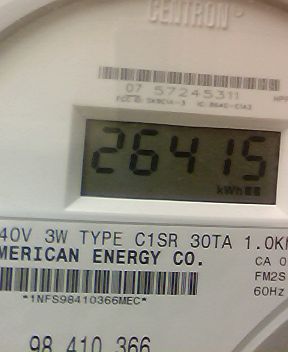 CENTRON
07 57245311
26415
kWh
40V 3W TYPE C1SR 30TA 1.0K
MERICAN ENERGY CO.
CA 0
FM2S
60Hz
*1NFS98410366MEC*
98 410 366